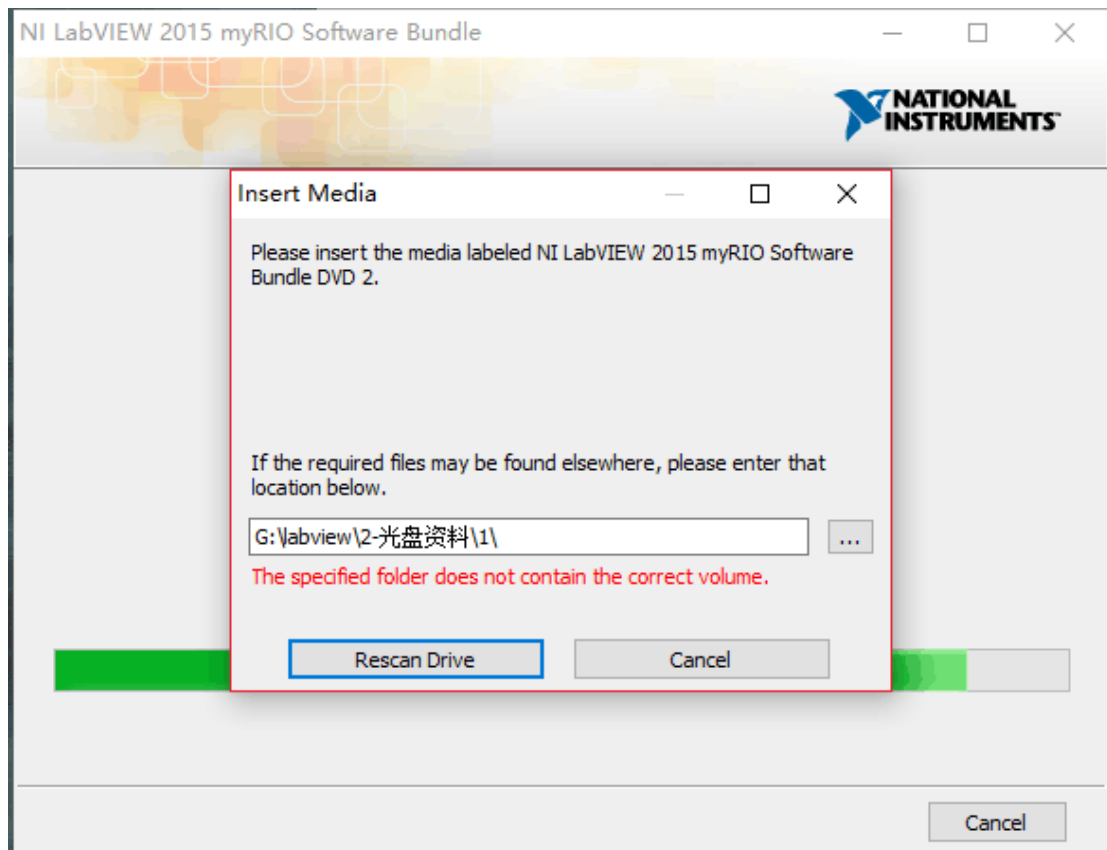 NI LabVIEW 2015 myRIO Software Bundle
NATIONAL
INSTRUMENTS™
Insert Media
Please insert the media labeled NI LabVIEW 2015 myRIO Software
Bundle DVD 2.
If the required files may be found elsewhere, please enter that
location below.
G:\labview\2-光盘资料\1\
...
The specified folder does not contain the correct volume.
Rescan Drive
Cancel
Cancel